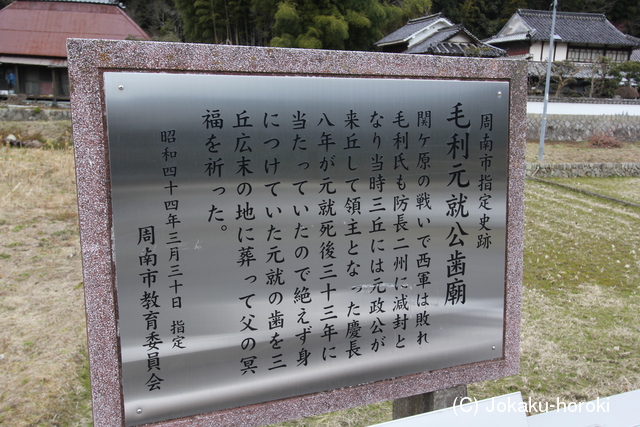 周南市指定史跡
毛利元就公歯廟
関ケ原の戦いで西軍は敗れ
毛利氏も防長二州に減封と
なり当時三丘には元政公が
来丘して領主となった慶長
八年が元就死後三十三年に
当たっていたので絶えず身
につけていた元就の歯を三
丘広末の地に葬って父の冥
福を祈った。
昭和四十四年三月三十日 指定
周南市教育委員会
(C) Jokaku-horoki